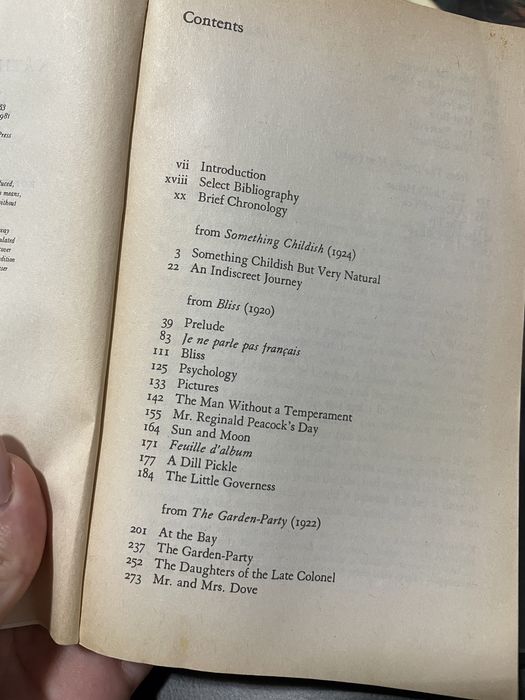 53
981
Press
means,
Contents
vii Introduction
xviii Select Bibliography
xx Brief Chronology
from Something Childish (1924)
3 Something Childish But Very Natural
22 An Indiscreet Journey
from Bliss (1920)
39 Prelude
83 Je ne parle pas français
111 Bliss
125 Psychology
133 Pictures
142 The Man Without a Temperament
155 Mr. Reginald Peacock's Day
164 Sun and Moon
171 Feuille d'album
177 A Dill Pickle
184 The Little Governess
from The Garden-Party (1922)
201 At the Bay
237 The Garden-Party
252 The Daughters of the Late Colonel
273 Mr. and Mrs. Dove